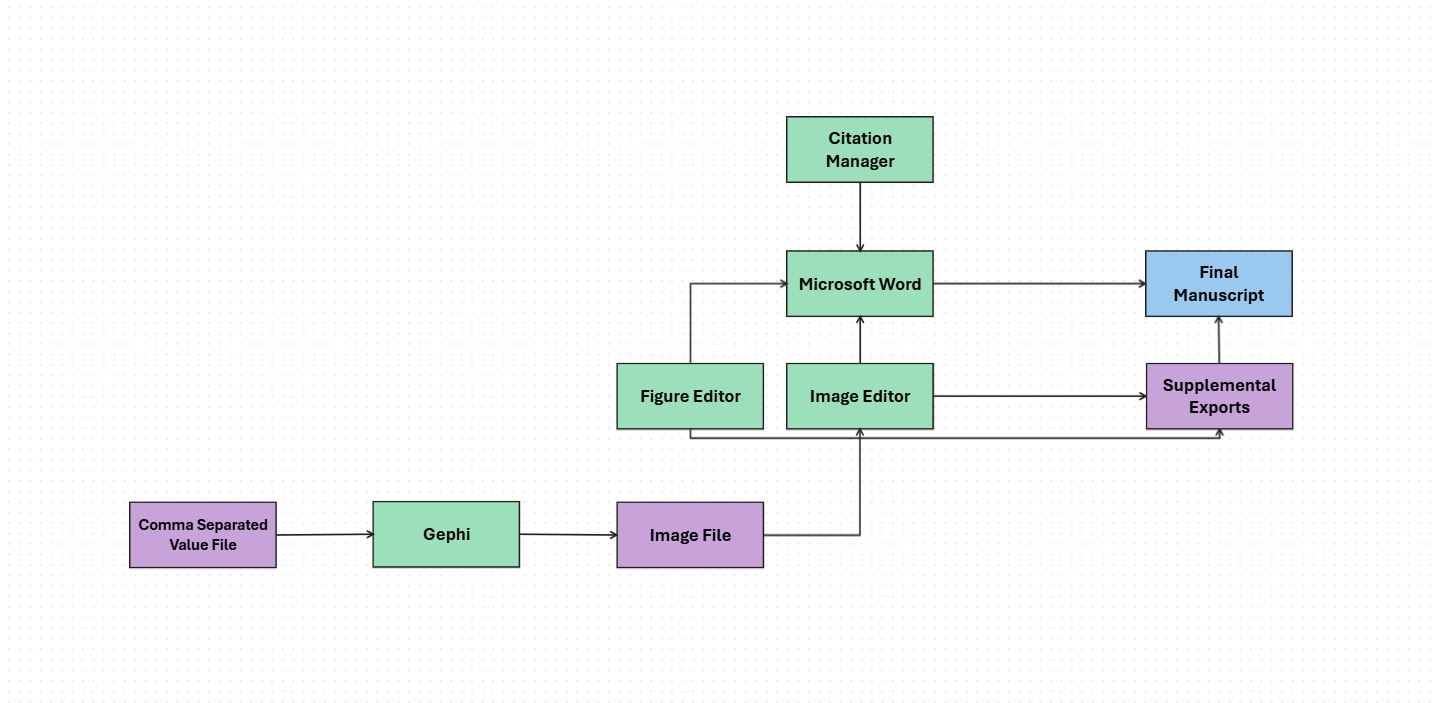 Citation
Manager
Microsoft Word
Final
Manuscript
Figure Editor
Image Editor
Supplemental
Exports
Comma Separated
Value File
Gephi
Image File